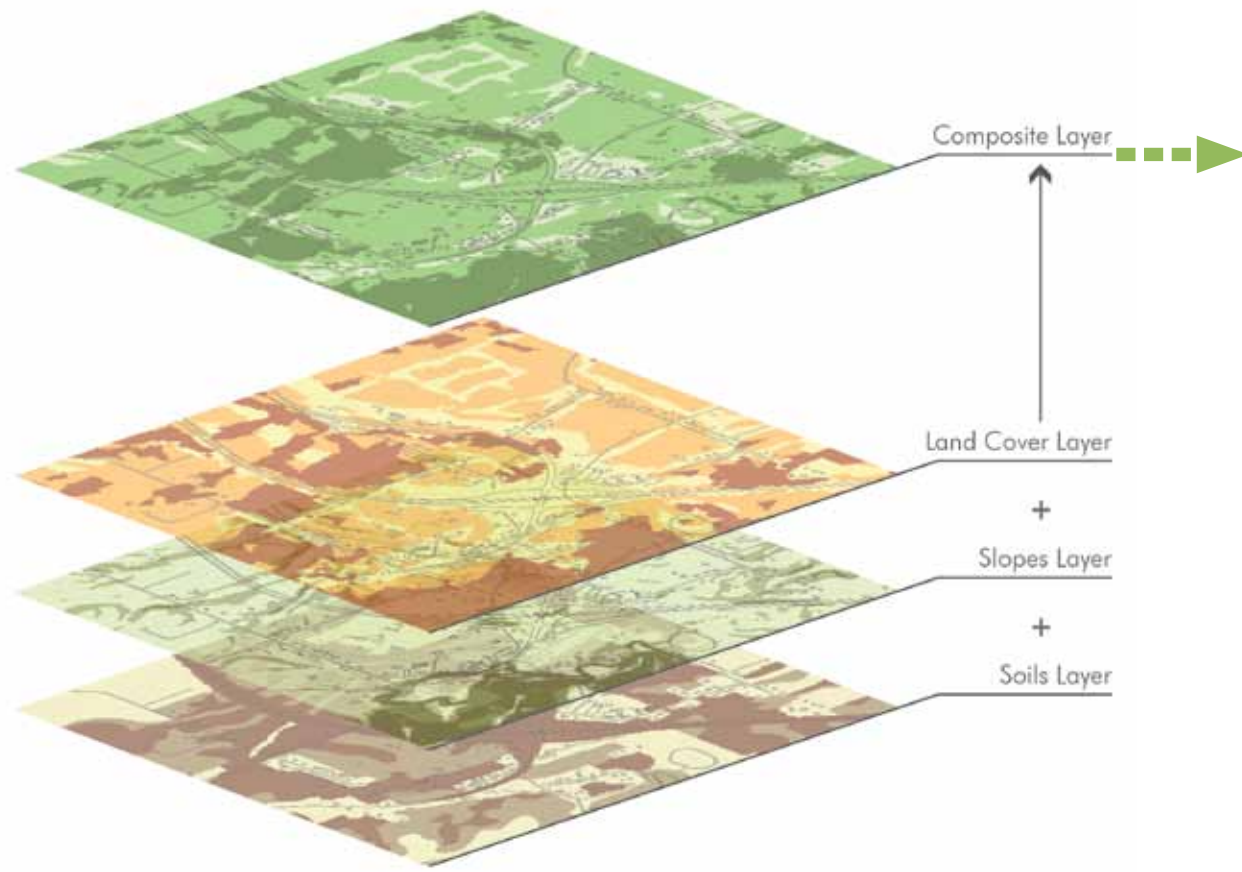 Composite Layer
Land Cover Layer
+
Slopes Layer
+
Soils Layer